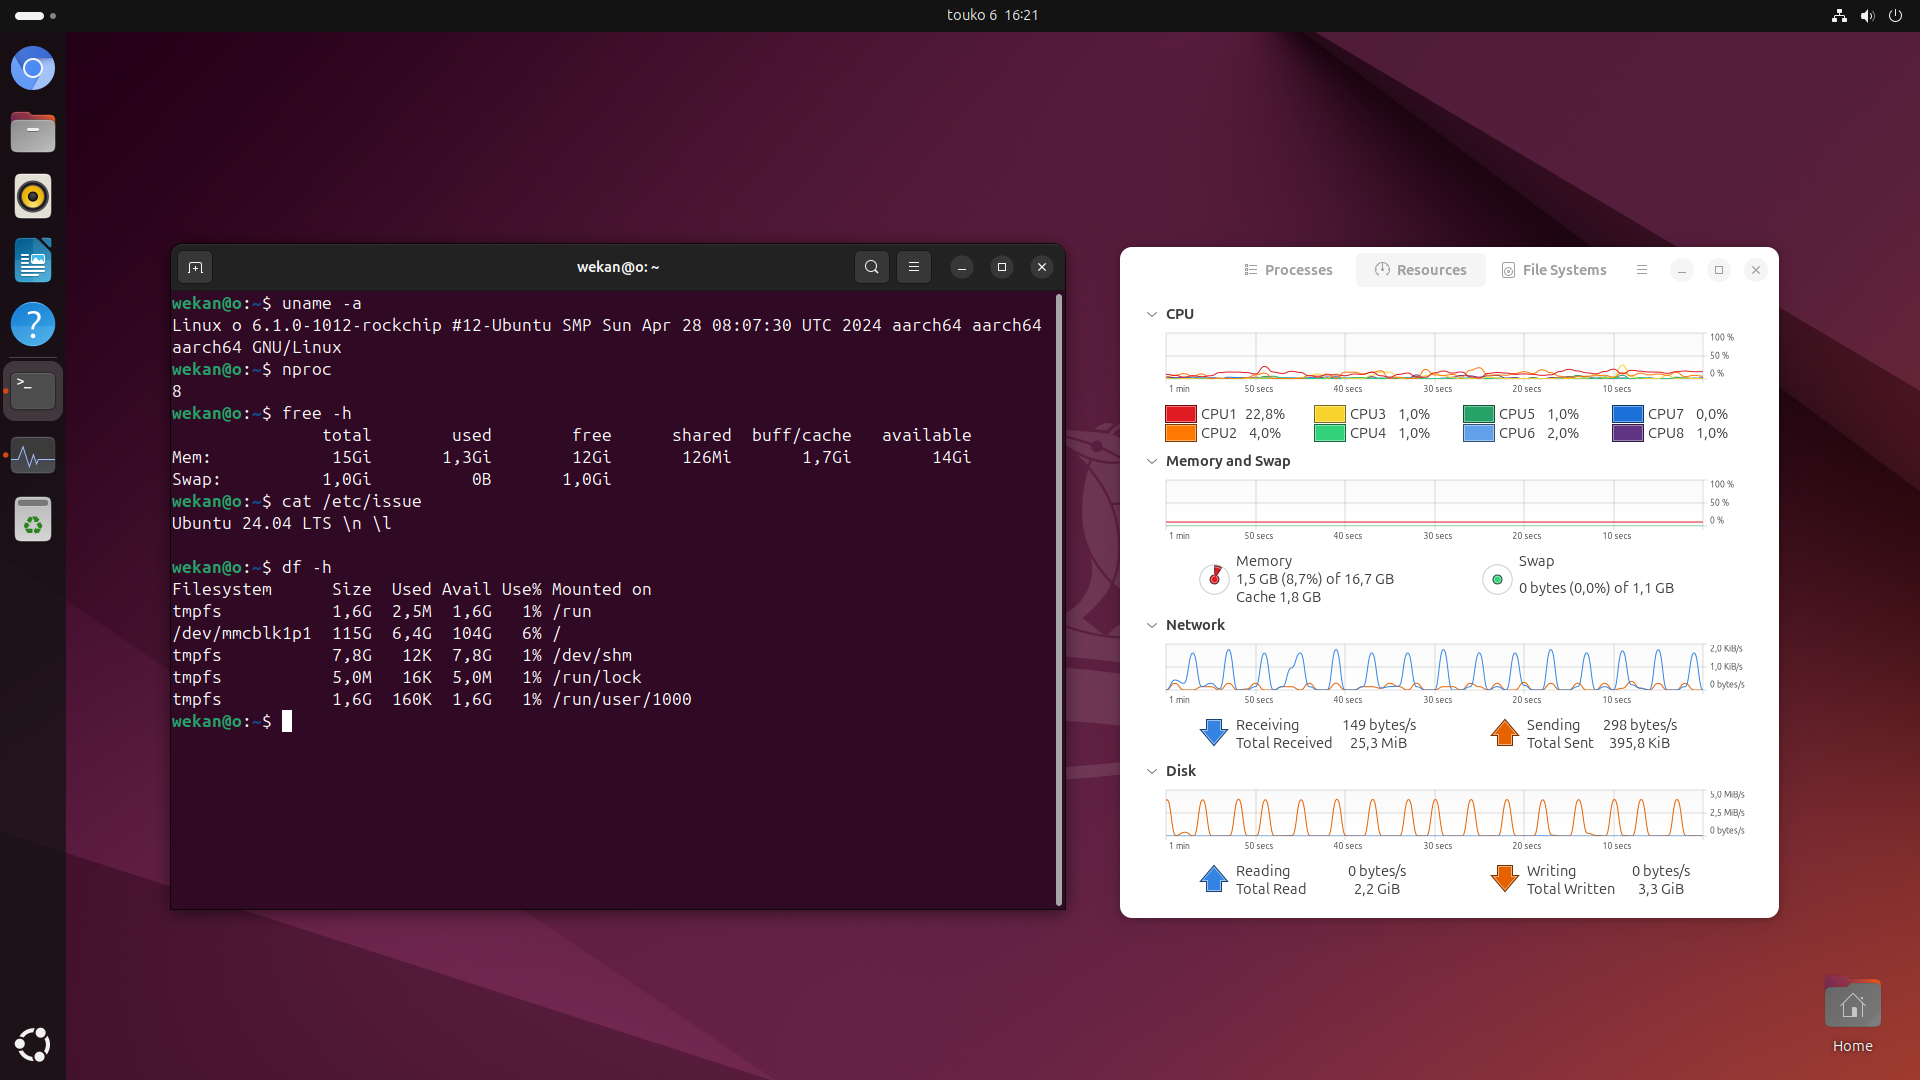 touko 6 16:21
wekan@o: ~
wekan@o:~$ uname -a
Linux o 6.1.0-1012-rockchip #12-Ubuntu SMP Sun Apr 28 08:07:30 UTC 2024 aarch64 aarch64
aarch64 GNU/Linux
wekan@o:~$ nproc
8
wekan@o:~$ free -h
total used free shared buff/cache available
Mem: 15Gi 1,3Gi 12Gi 126Mi 1,7Gi 14Gi
Swap: 1,0Gi 0B 1,0Gi
wekan@o:~$ cat /etc/issue
Ubuntu 24.04 LTS \n \l
wekan@o:~$ df -h
Filesystem Size Used Avail Use% Mounted on
tmpfs 1,6G 2,5M 1,6G 1% /run
/dev/mmcblk1p1 115G 6,4G 104G 6% /
tmpfs 7,8G 12K 7,8G 1% /dev/shm
tmpfs 5,0M 16K 5,0M 1% /run/lock
tmpfs 1,6G 160K 1,6G 1% /run/user/1000
wekan@o:~$
Processes Resources File Systems
CPU
100 %
50 %
0 %
1 min 50 secs 40 secs 30 secs 20 secs 10 secs
CPU1 22,8% CPU3 1,0% CPU5 1,0% CPU7 0,0%
CPU2 4,0% CPU4 1,0% CPU6 2,0% CPU8 1,0%
Memory and Swap
100 %
50 %
0 %
1 min 50 secs 40 secs 30 secs 20 secs 10 secs
Memory
1,5 GB (8,7%) of 16,7 GB
Cache 1,8 GB
Swap
0 bytes (0,0%) of 1,1 GB
Network
2,0 KiB/s
1,0 KiB/s
0 bytes/s
1 min 50 secs 40 secs 30 secs 20 secs 10 secs
Receiving 149 bytes/s
Total Received 25,3 MiB
Sending 298 bytes/s
Total Sent 395,8 KiB
Disk
5,0 MiB/s
2,5 MiB/s
0 bytes/s
1 min 50 secs 40 secs 30 secs 20 secs 10 secs
Reading 0 bytes/s
Total Read 2,2 GiB
Writing 0 bytes/s
Total Written 3,3 GiB
Home